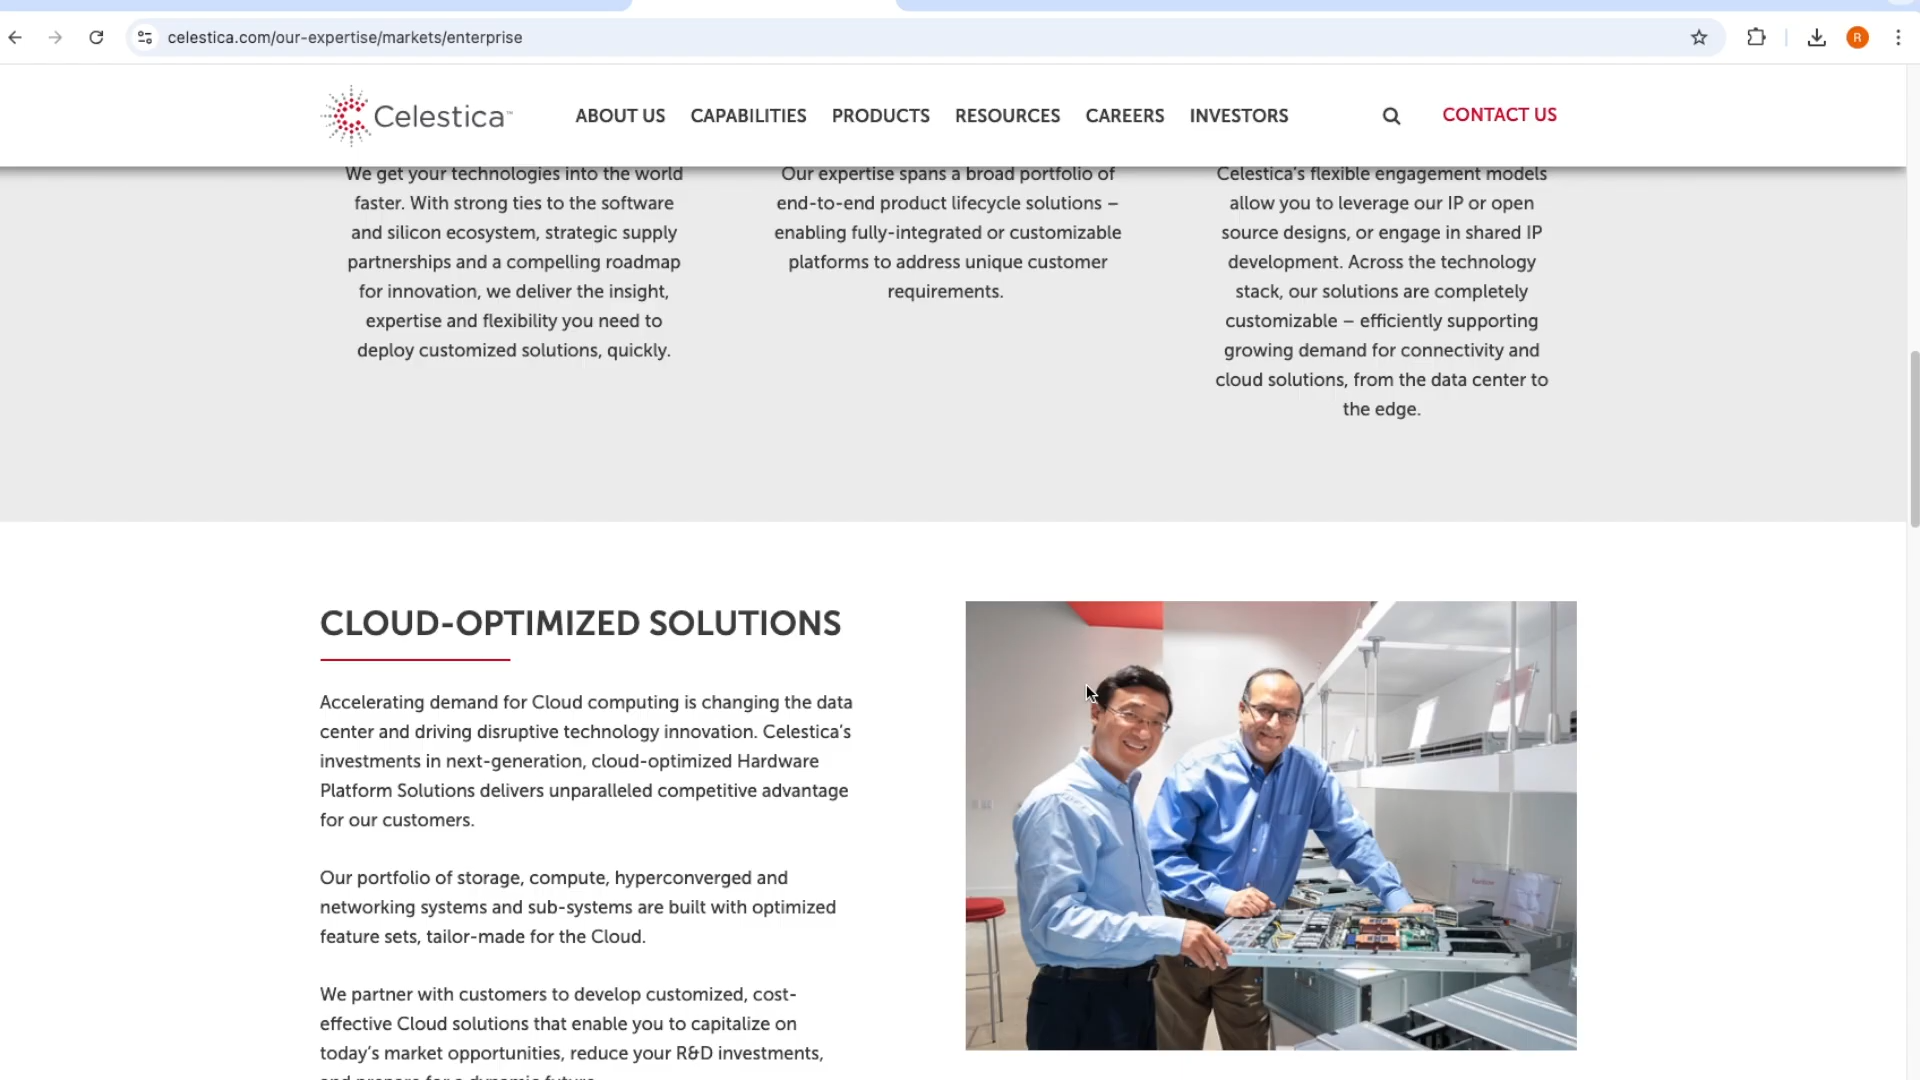 celestica.com/our-expertise/markets/enterprise
R
Celestica™
ABOUT US
CAPABILITIES
PRODUCTS
RESOURCES
CAREERS
INVESTORS
CONTACT US
We get your technologies into the world
faster. With strong ties to the software
and silicon ecosystem, strategic supply
partnerships and a compelling roadmap
for innovation, we deliver the insight,
expertise and flexibility you need to
deploy customized solutions, quickly.
Our expertise spans a broad portfolio of
end-to-end product lifecycle solutions –
enabling fully-integrated or customizable
platforms to address unique customer
requirements.
Celestica’s flexible engagement models
allow you to leverage our IP or open
source designs, or engage in shared IP
development. Across the technology
stack, our solutions are completely
customizable – efficiently supporting
growing demand for connectivity and
cloud solutions, from the data center to
the edge.
CLOUD-OPTIMIZED SOLUTIONS
Accelerating demand for Cloud computing is changing the data
center and driving disruptive technology innovation. Celestica’s
investments in next-generation, cloud-optimized Hardware
Platform Solutions delivers unparalleled competitive advantage
for our customers.
Our portfolio of storage, compute, hyperconverged and
networking systems and sub-systems are built with optimized
feature sets, tailor-made for the Cloud.
We partner with customers to develop customized, cost-
effective Cloud solutions that enable you to capitalize on
today’s market opportunities, reduce your R&D investments,
and prepare for a dynamic future.